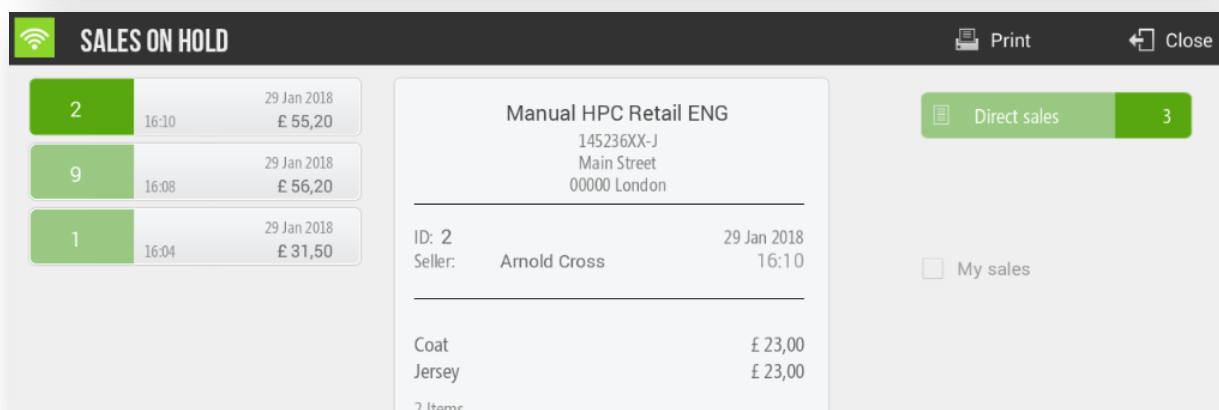 SALES ON HOLD
Print
Close
2
29 Jan 2018
16:10
£ 55,20
9
29 Jan 2018
16:08
£ 56,20
1
29 Jan 2018
16:04
£ 31,50
Manual HPC Retail ENG
145236XX-J
Main Street
00000 London
ID: 2
29 Jan 2018
Seller: Arnold Cross
16:10
Coat £ 23,00
Jersey £ 23,00
2 Items
Direct sales 3
My sales